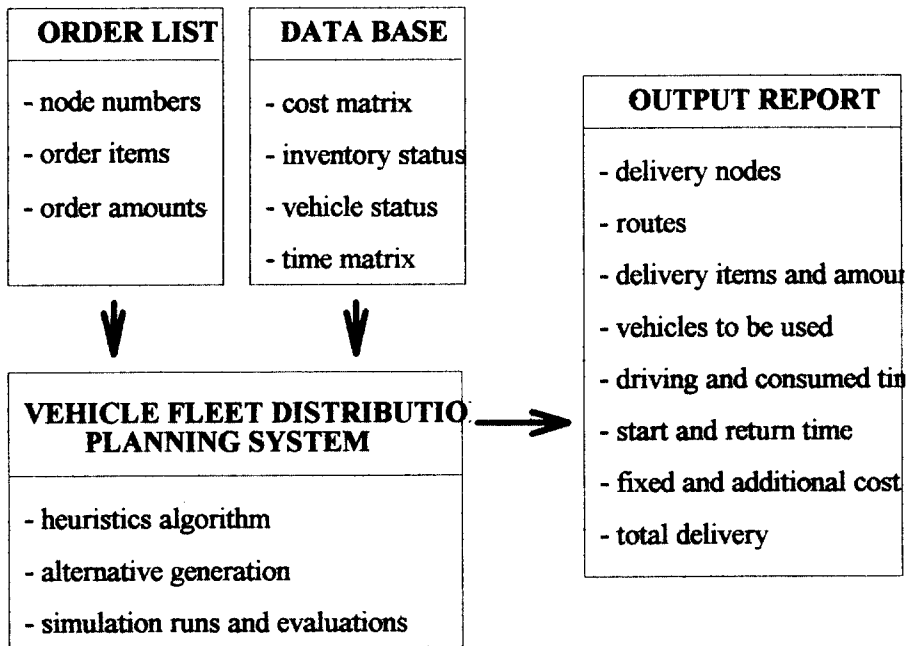 ORDER LIST
- node numbers
- order items
- order amounts
DATA BASE
- cost matrix
- inventory status
- vehicle status
- time matrix
VEHICLE FLEET DISTRIBUTIO
PLANNING SYSTEM
- heuristics algorithm
- alternative generation
- simulation runs and evaluations
OUTPUT REPORT
- delivery nodes
- routes
- delivery items and amou
- vehicles to be used
- driving and consumed ti
- start and return time
- fixed and additional cost
- total delivery